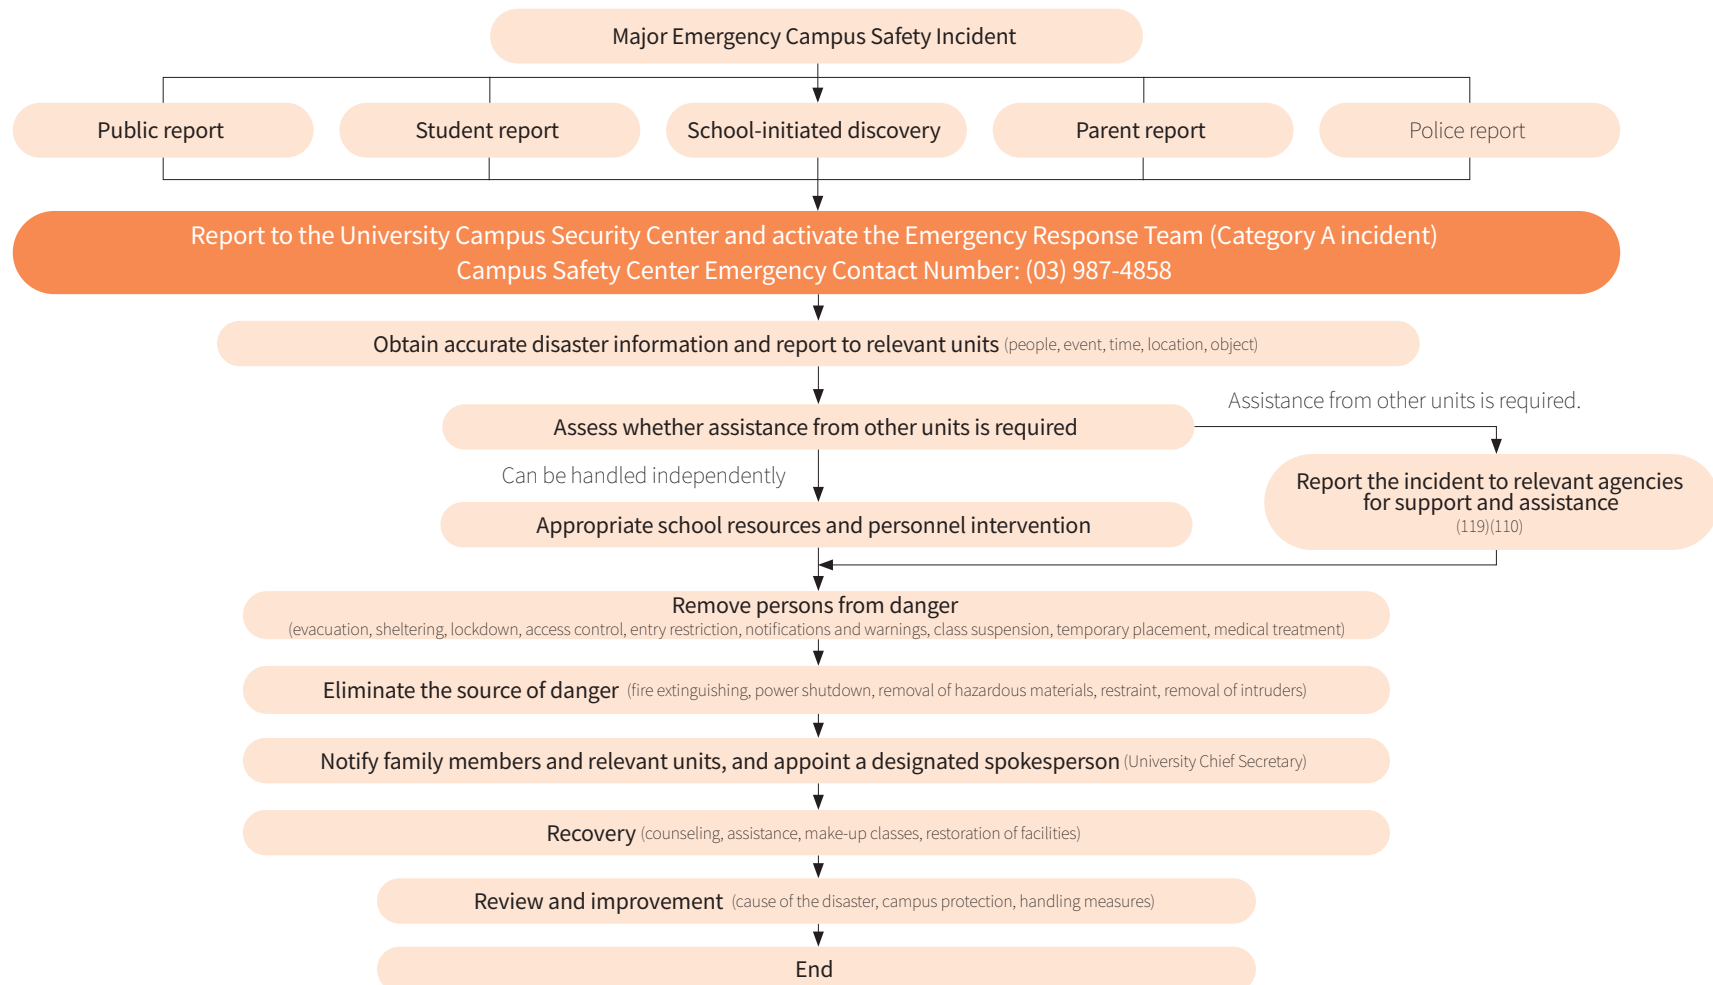 Major Emergency Campus Safety Incident
Public report
Student report
School-initiated discovery
Parent report
Police report
Report to the University Campus Security Center and activate the Emergency Response Team (Category A incident)
Campus Safety Center Emergency Contact Number: (03) 987-4858
Obtain accurate disaster information and report to relevant units (people, event, time, location, object)
Assistance from other units is required.
Assess whether assistance from other units is required
Can be handled independently
Report the incident to relevant agencies
for support and assistance
(119)(110)
Appropriate school resources and personnel intervention
Remove persons from danger
(evacuation, sheltering, lockdown, access control, entry restriction, notifications and warnings, class suspension, temporary placement, medical treatment)
Eliminate the source of danger (fire extinguishing, power shutdown, removal of hazardous materials, restraint, removal of intruders)
Notify family members and relevant units, and appoint a designated spokesperson (University Chief Secretary)
Recovery (counseling, assistance, make-up classes, restoration of facilities)
Review and improvement (cause of the disaster, campus protection, handling measures)
End